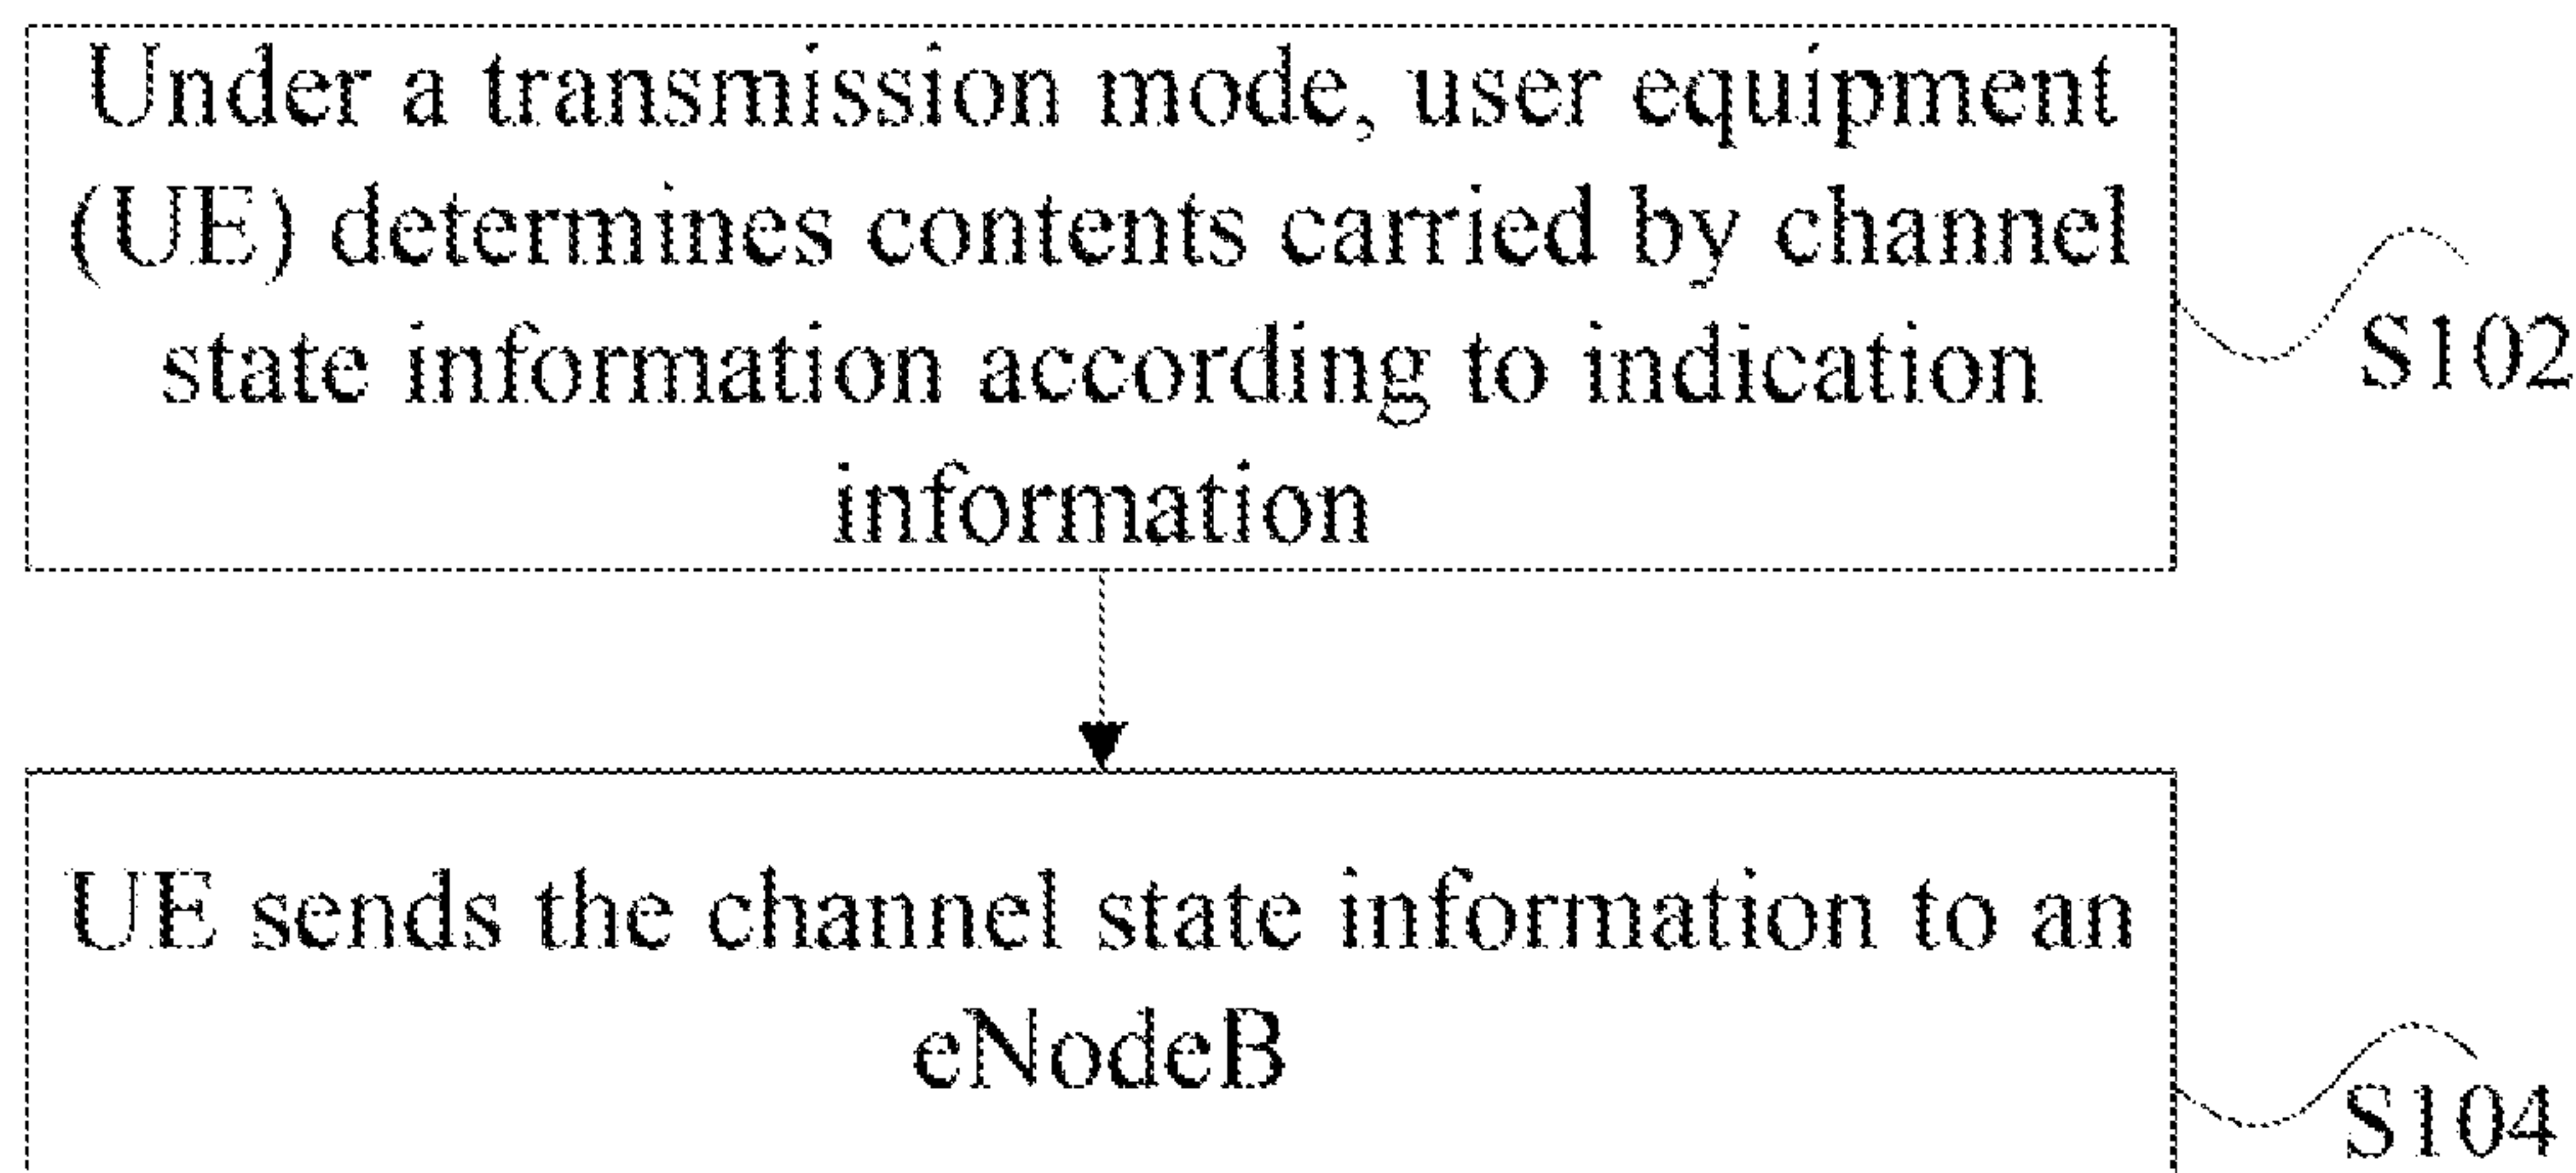 Under a transmission mode, user equipment
(UE) determines contents carried by channel
state information according to indication
information
S102
UE sends the channel state information to an
eNodeB
S104